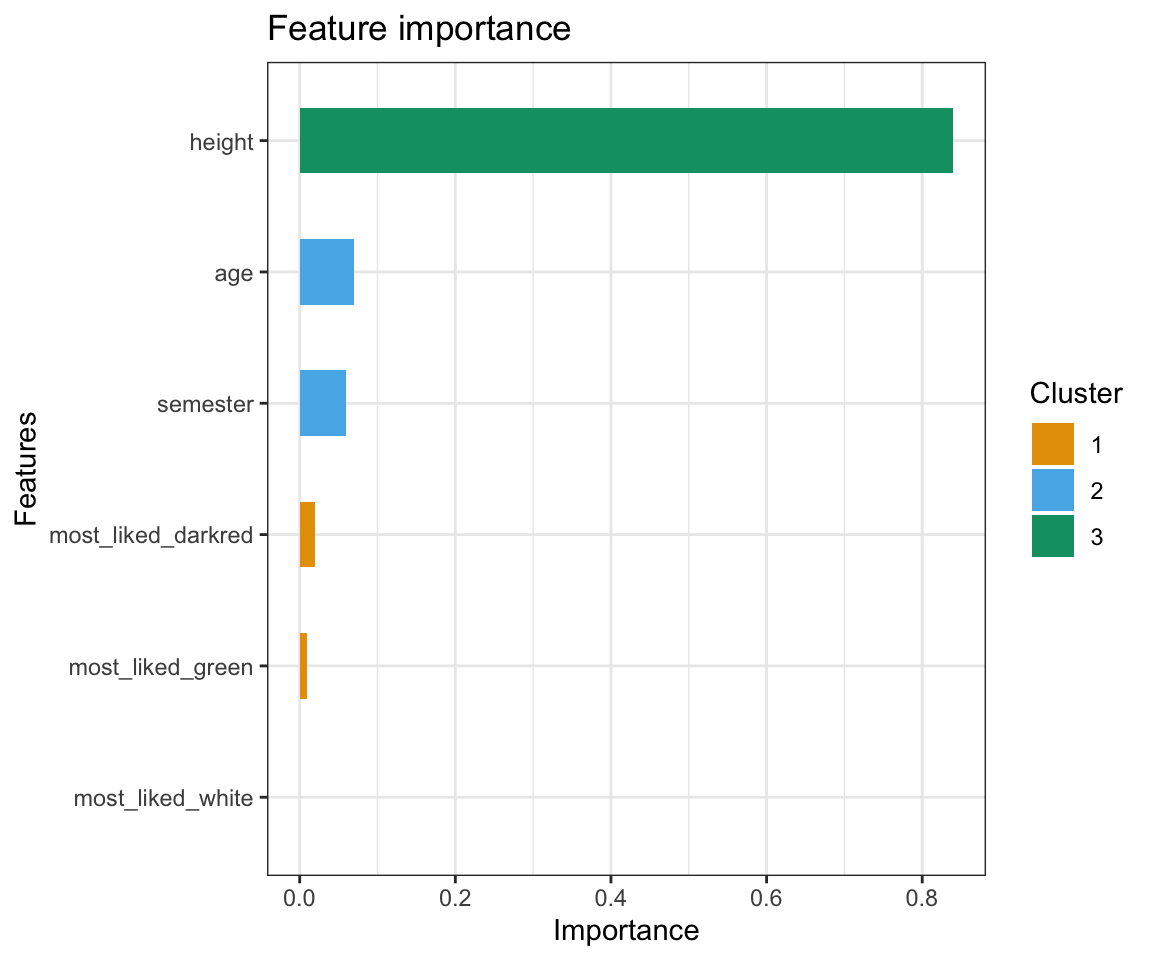 Feature importance
height
age
semester
most_liked_darkred
most_liked_green
most_liked_white
Features
0.0 0.2 0.4 0.6 0.8
Importance
Cluster
1
2
3